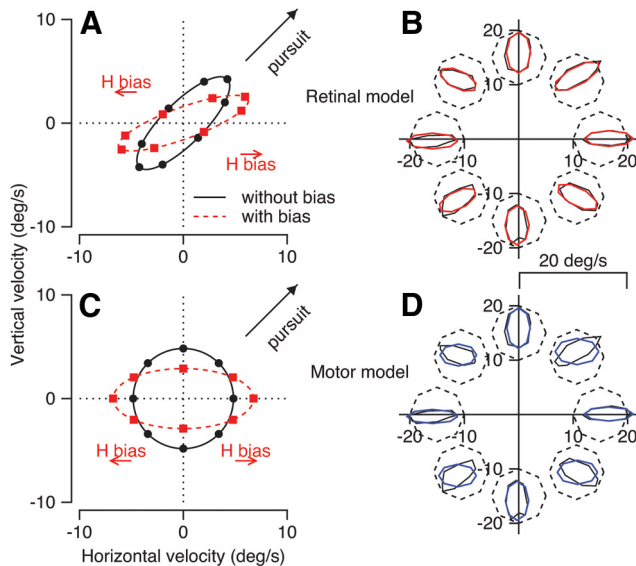 A
10
0
-10
-10
0
10
pursuit
H bias
H bias
without bias
with bias
B
20
10
-20
-10
10
20
-10
-20
Retinal model
20 deg/s
C
10
0
-10
-10
0
10
pursuit
H bias
H bias
D
20
10
-20
-10
10
20
-10
-20
Motor model
Vertical velocity (deg/s)
Horizontal velocity (deg/s)